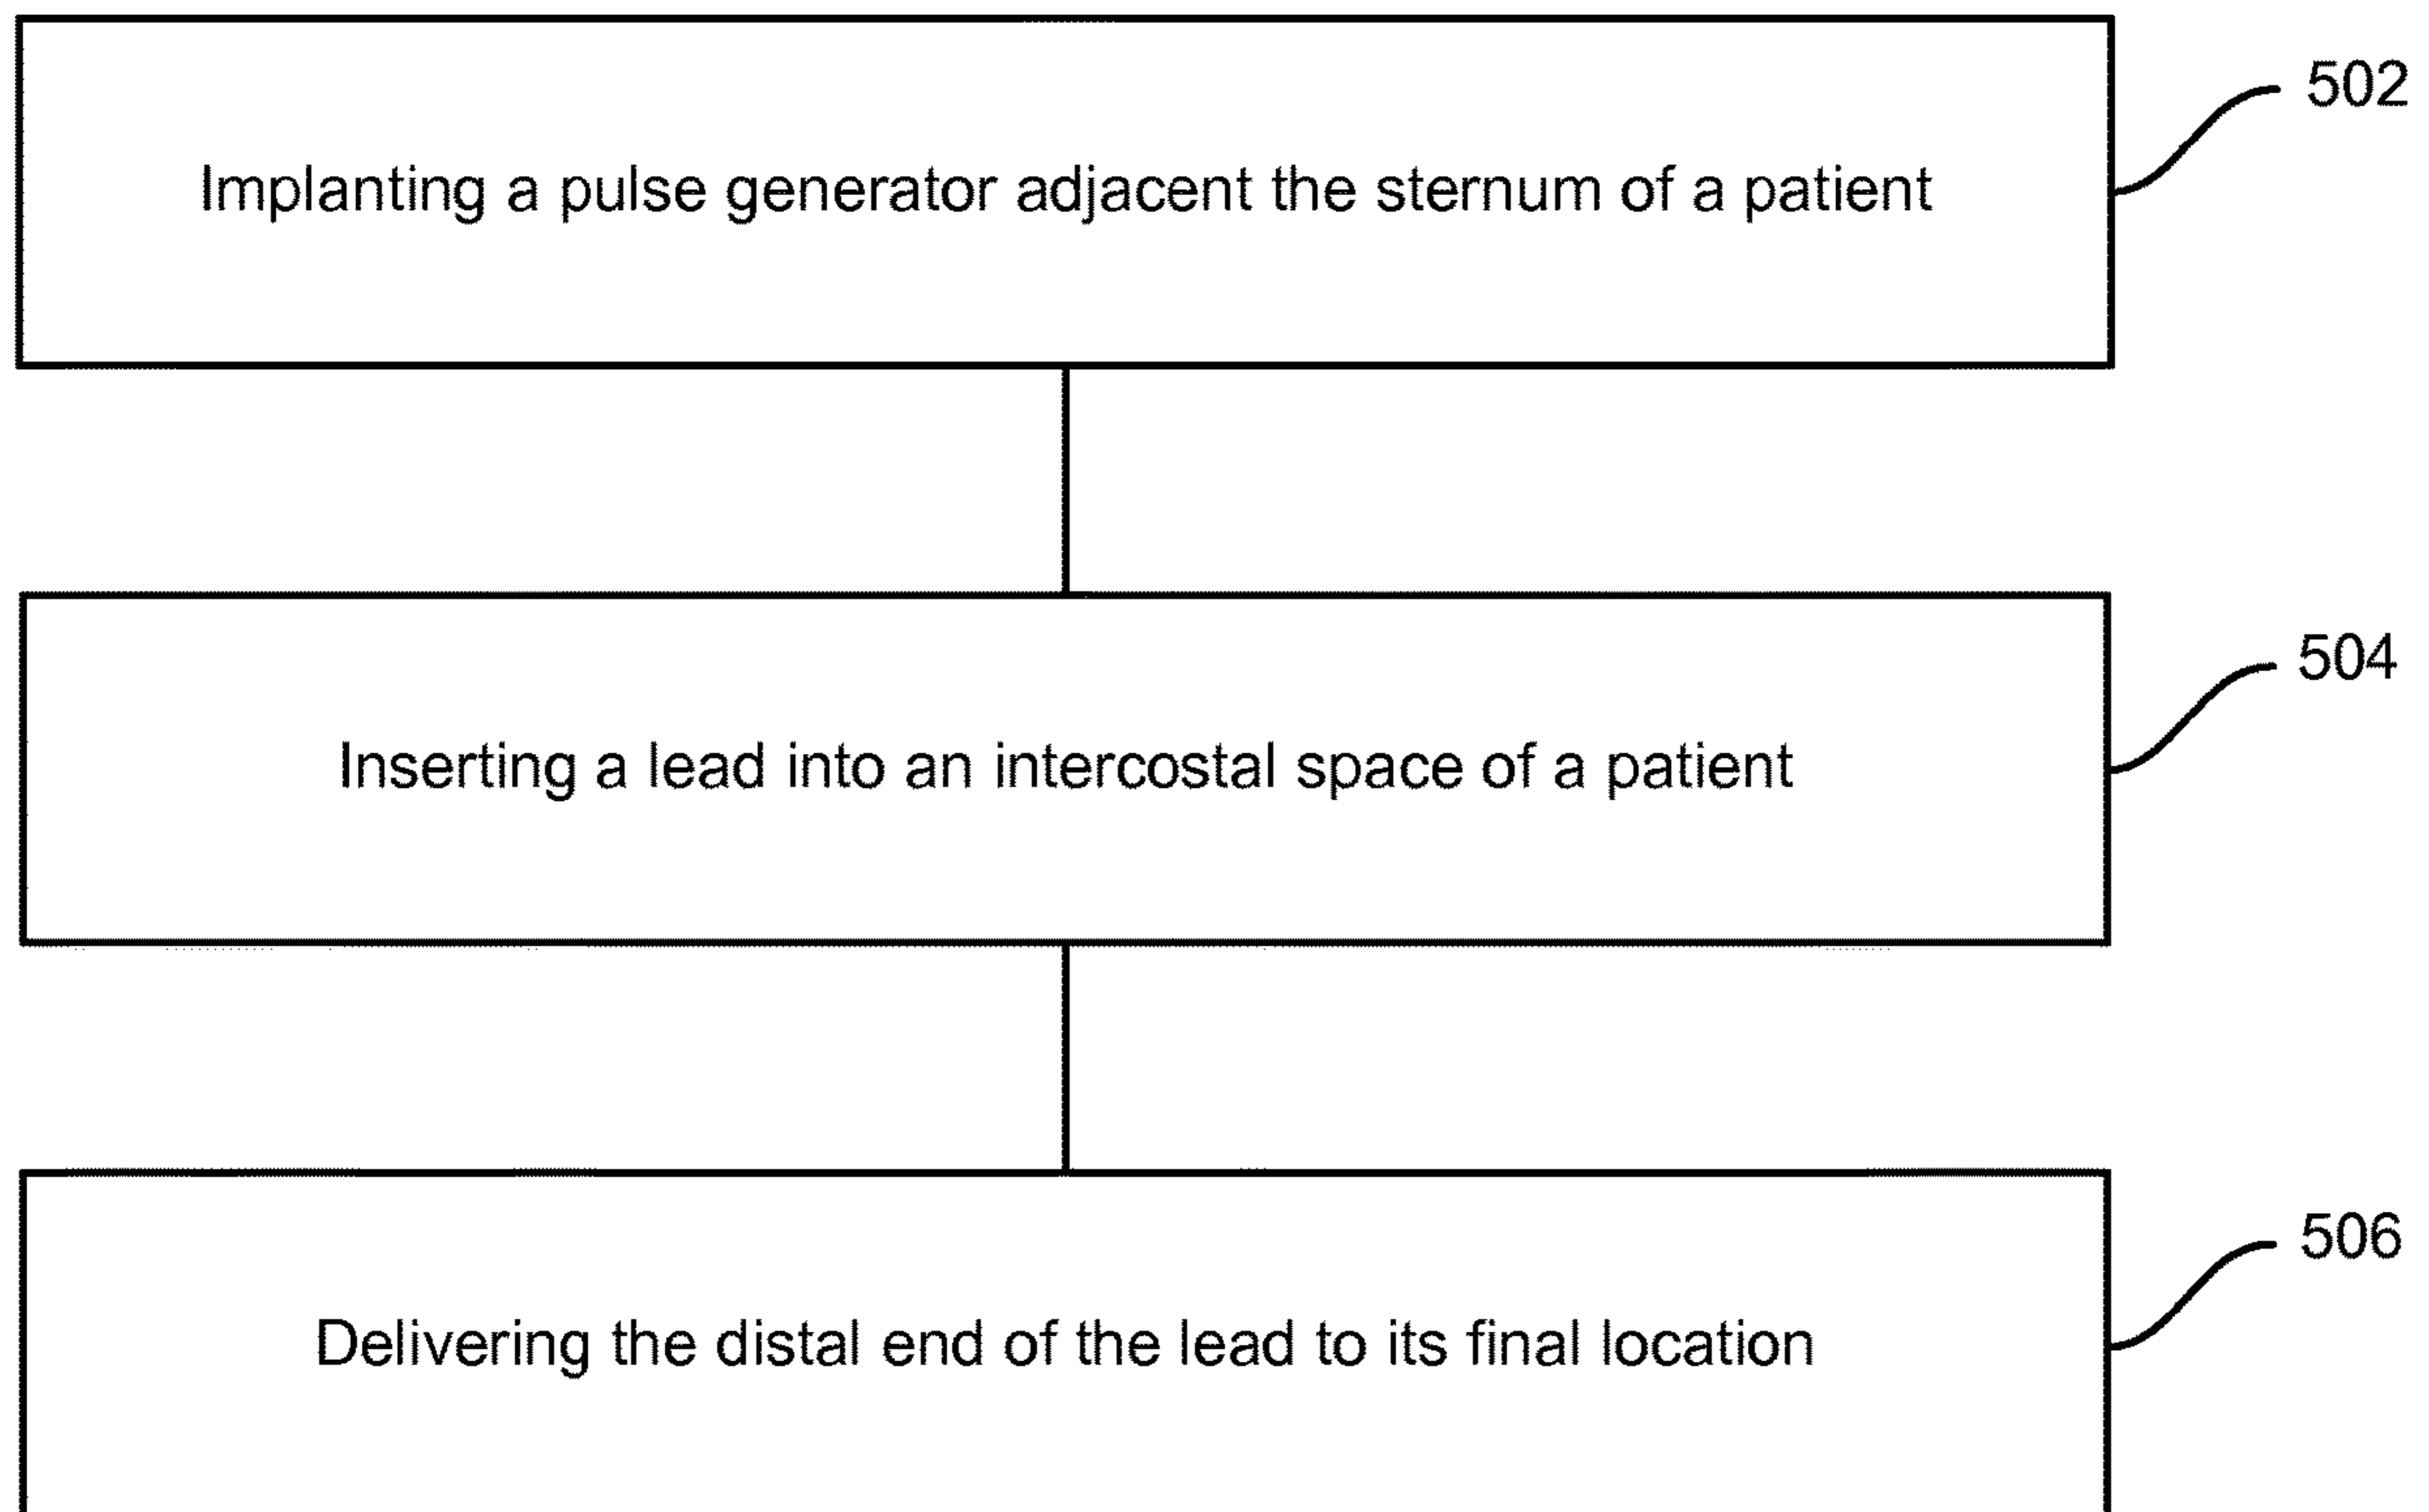 502
Implanting a pulse generator adjacent the sternum of a patient
504
Inserting a lead into an intercostal space of a patient
506
Delivering the distal end of the lead to its final location